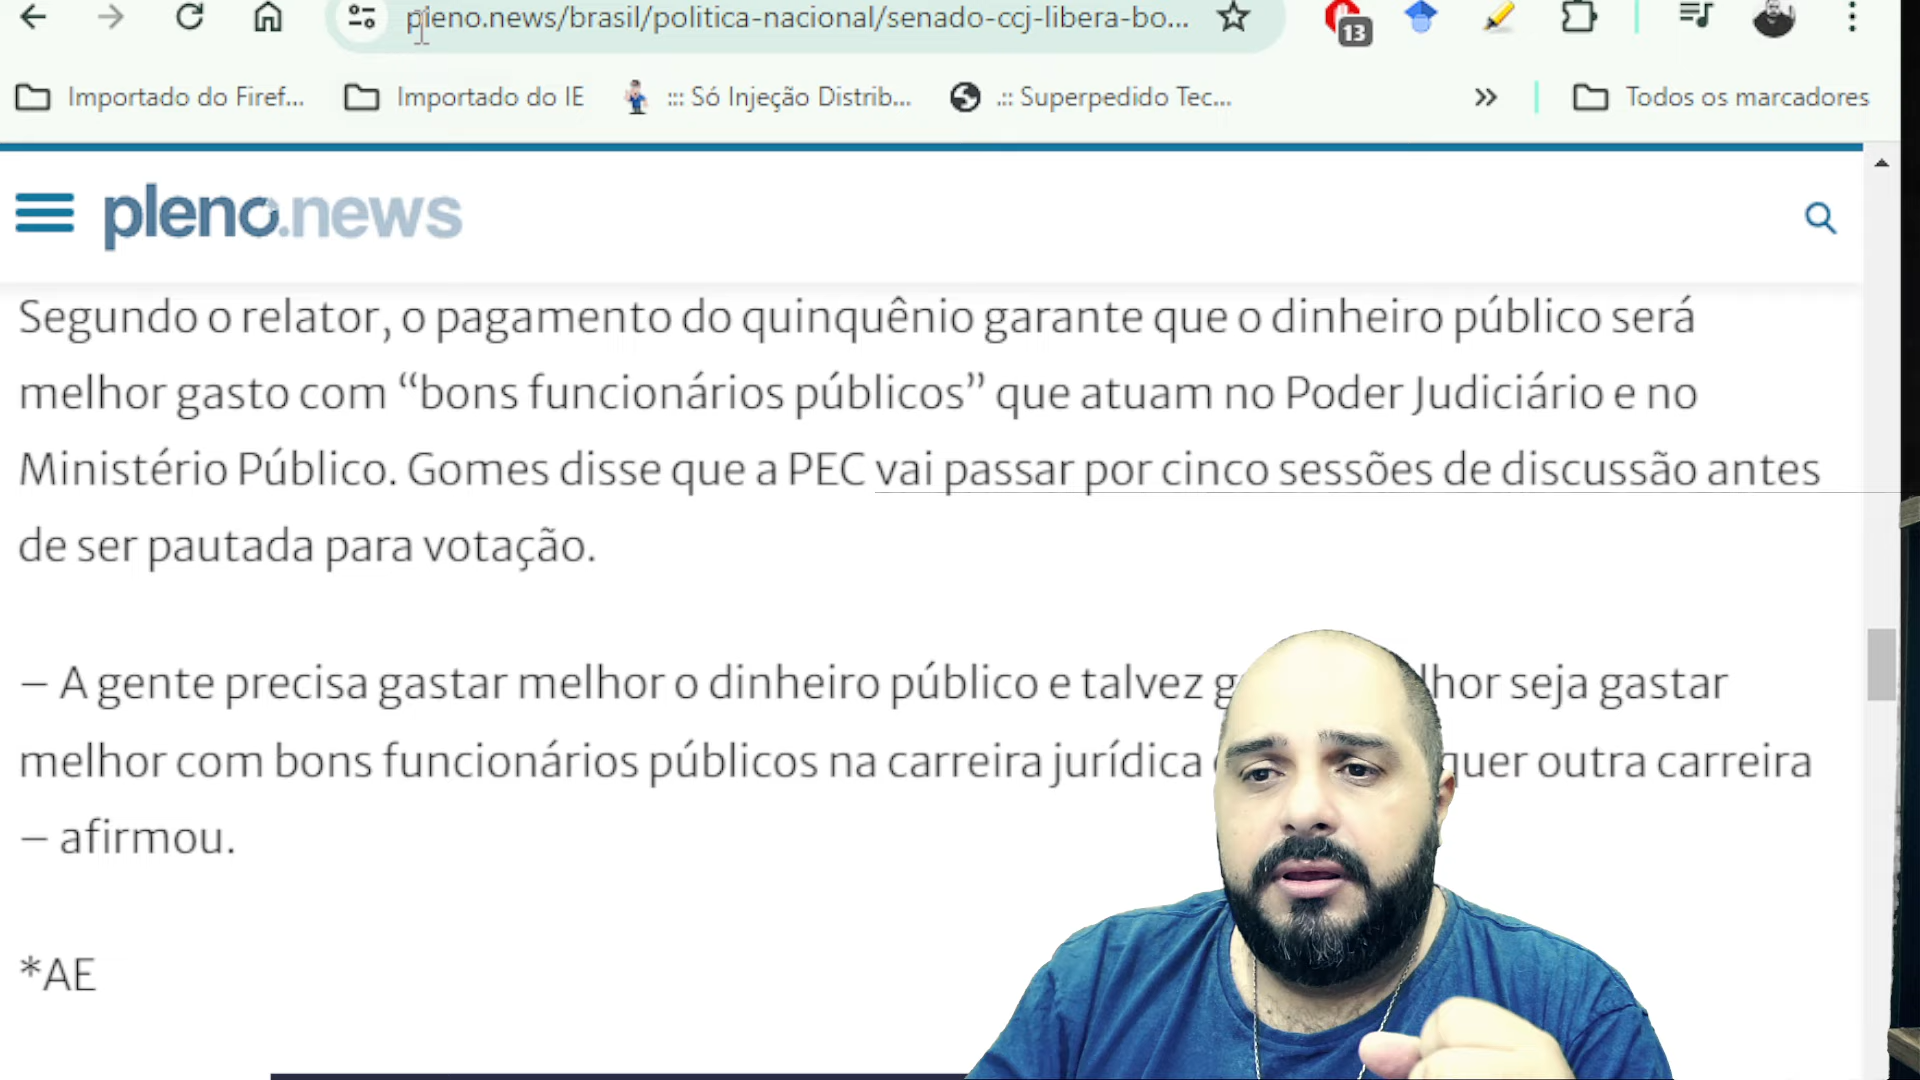 pleno.news/brasil/politica-nacional/senado-ccj-libera-bo...
13
Importado do Firef...
Importado do IE
::: Só Injeção Distrib...
.:: Superpedido Tec...
»
Todos os marcadores
pleno.news
Segundo o relator, o pagamento do quinquênio garante que o dinheiro público será
melhor gasto com “bons funcionários públicos” que atuam no Poder Judiciário e no
Ministério Público. Gomes disse que a PEC vai passar por cinco sessões de discussão antes
de ser pautada para votação.
– A gente precisa gastar melhor o dinheiro público e talvez g hor seja gastar
melhor com bons funcionários públicos na carreira jurídica quer outra carreira
– afirmou.
*AE